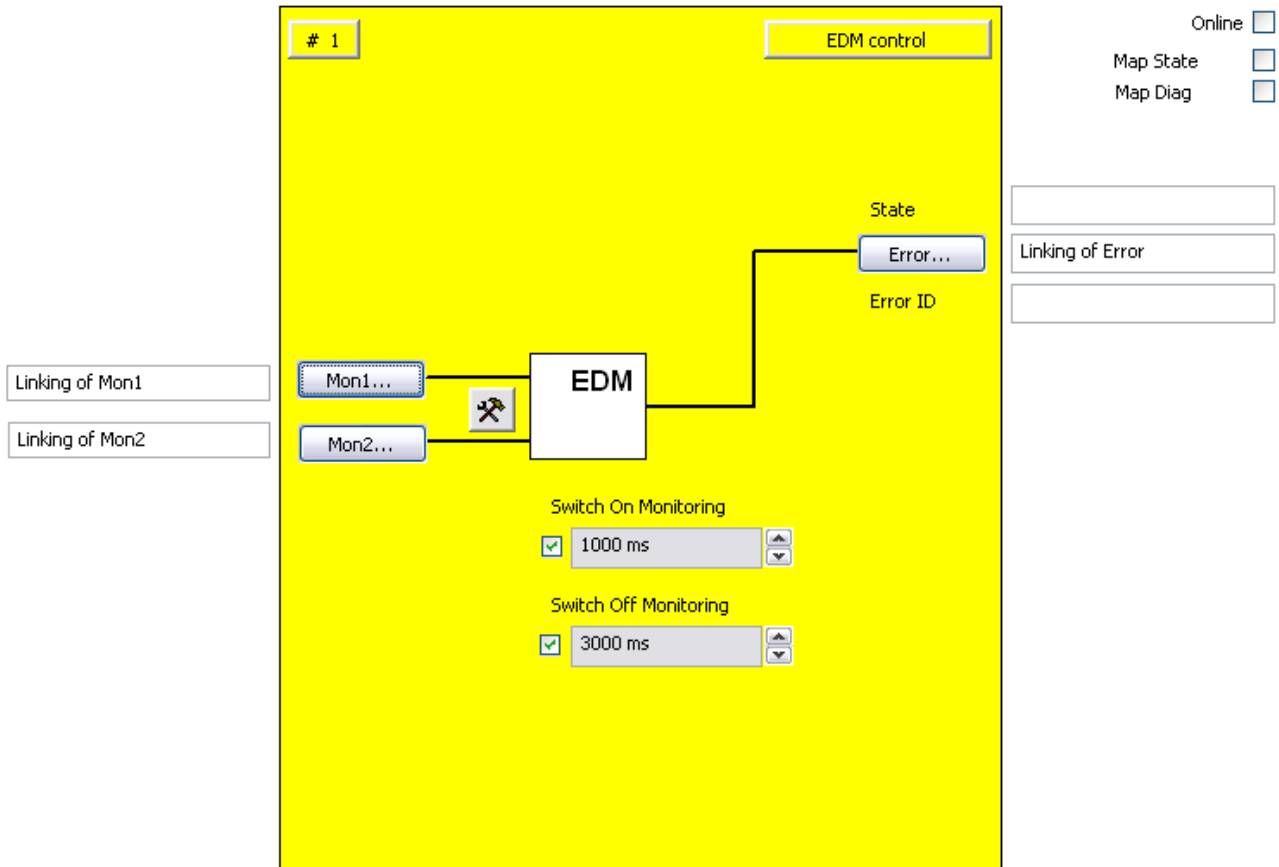 # 1
EDM control
Online
Map State
Map Diag
State
Error...
Linking of Error
Error ID
Linking of Mon1
Mon1...
EDM
Linking of Mon2
Mon2...
Switch On Monitoring
1000 ms
Switch Off Monitoring
3000 ms